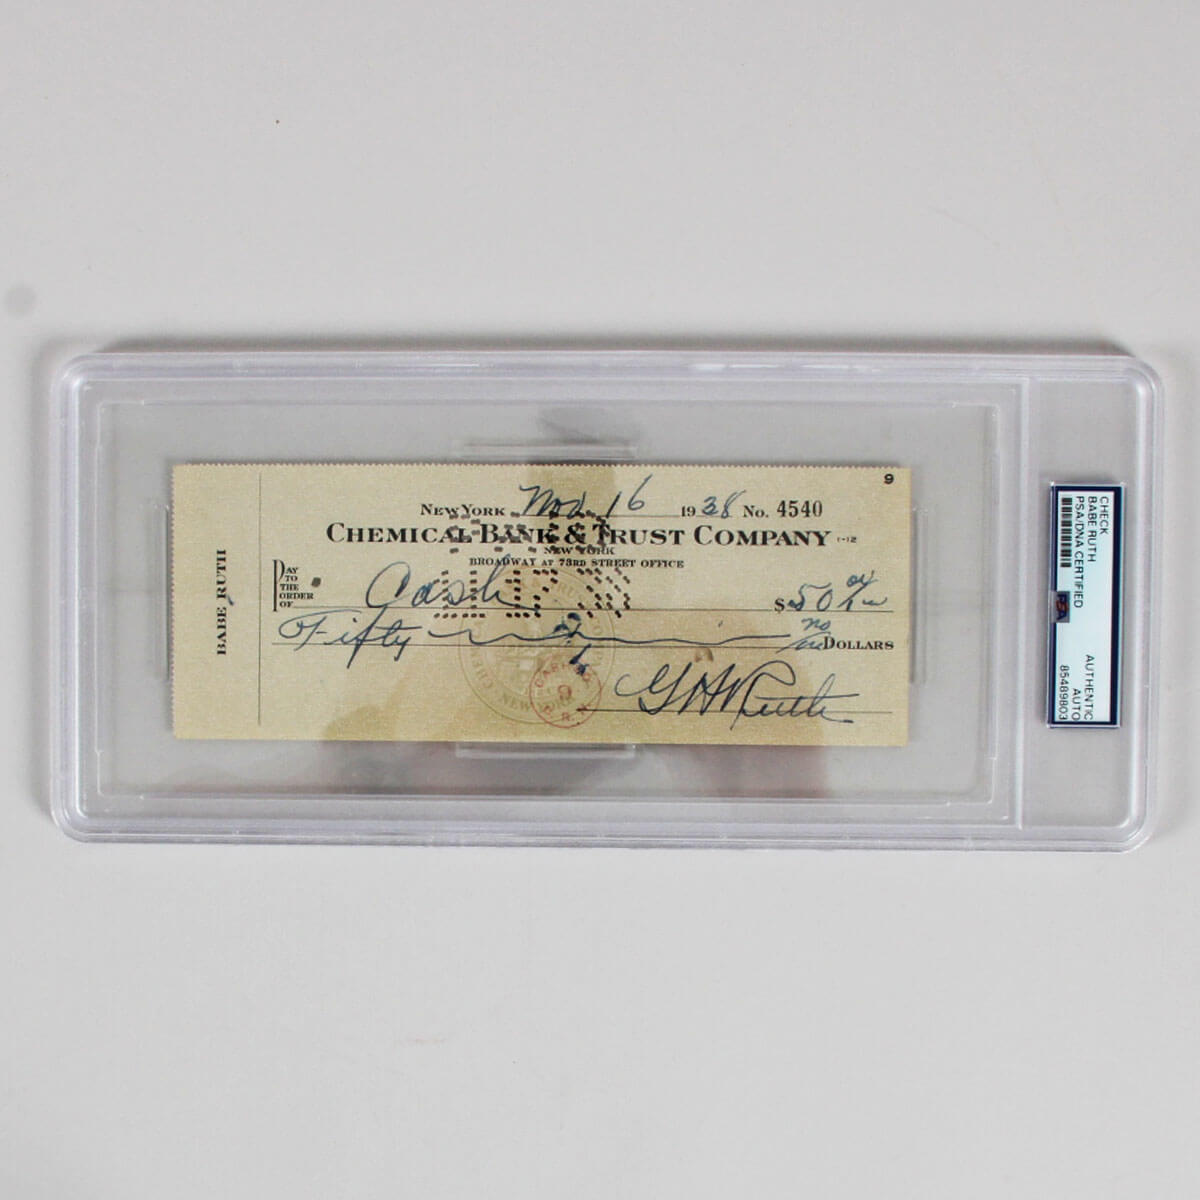 9
New York Nov 16 1938 No. 4540
Chemical Bank & Trust Company 1-12
New York
Broadway at 73rd Street Office
Pay to the order of Cash $50
Fifty no Dollars
G H Ruth
BABE RUTH
CHECK
BABE RUTH
PSA/DNA CERTIFIED
PSA
AUTHENTIC
AUTO
85489803